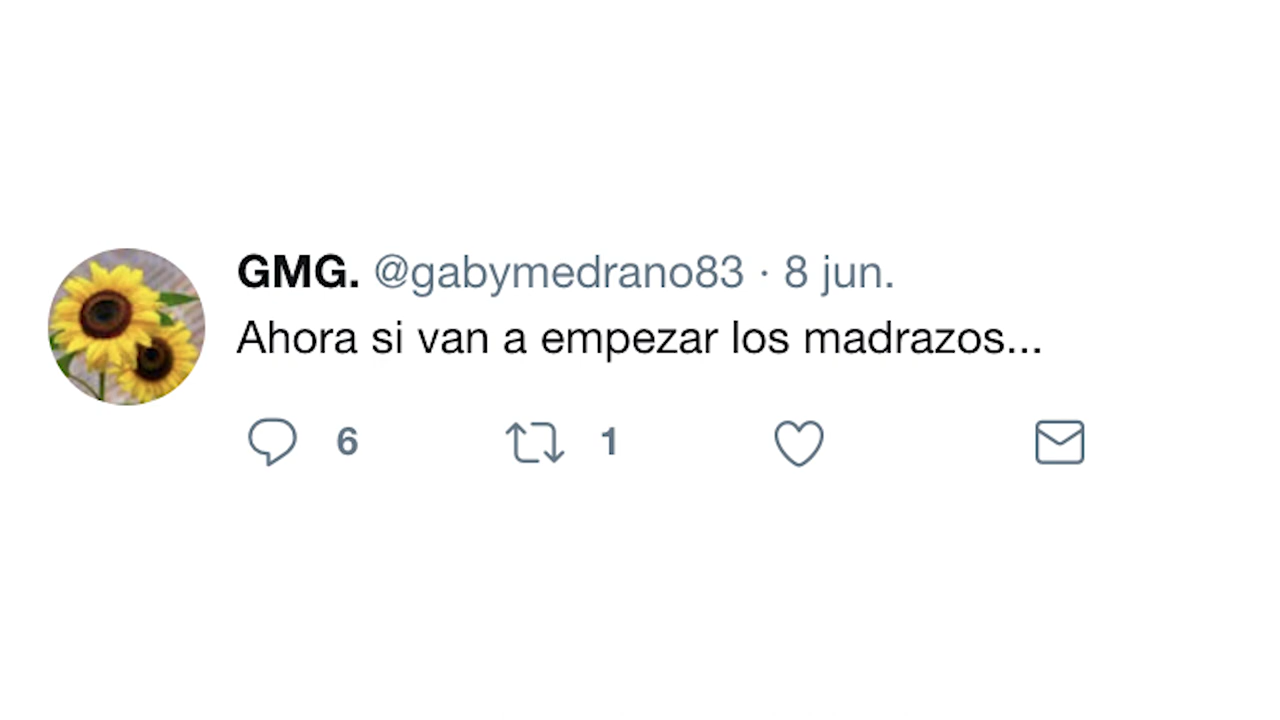 GMG. @gabymedrano83 · 8 jun.
Ahora si van a empezar los madrazos...
6 1